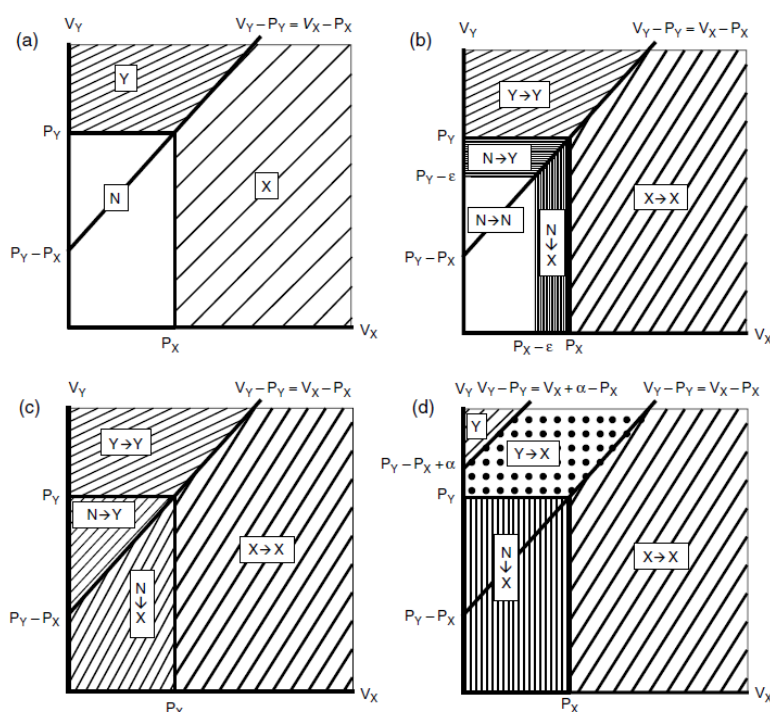 (a)
V_Y
V_Y – P_Y = V_X – P_X
Y
P_Y
N
X
P_Y – P_X
P_X
V_X
(b)
V_Y
V_Y – P_Y = V_X – P_X
Y→Y
P_Y
N→Y
P_Y – ε
N→N
N
↓
X
X→X
P_Y – P_X
P_X – ε
P_X
V_X
(c)
V_Y
V_Y – P_Y = V_X – P_X
Y→Y
P_Y
N→Y
N
↓
X
X→X
P_Y – P_X
P_X
V_X
(d)
V_Y
V_Y – P_Y = V_X + α – P_X
V_Y – P_Y = V_X – P_X
Y
Y→X
P_Y – P_X + α
P_Y
N
↓
X
X→X
P_Y – P_X
P_X
V_X